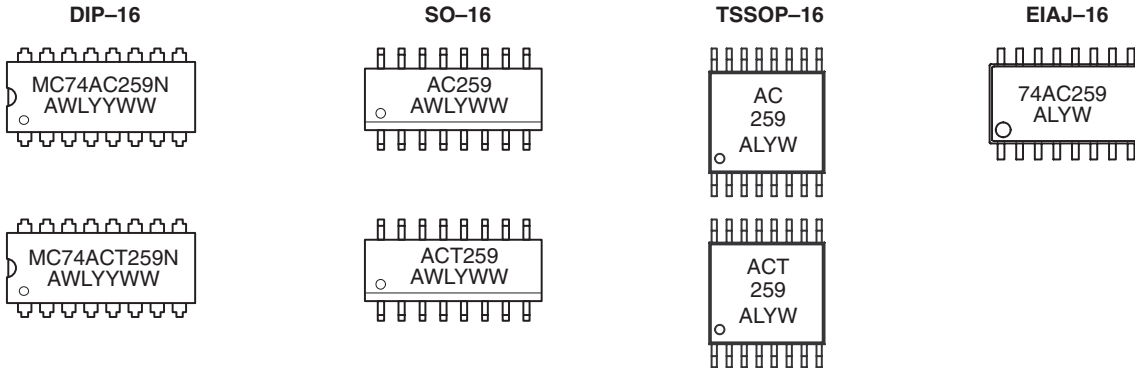 DIP–16
SO–16
TSSOP–16
EIAJ–16
MC74AC259N
AWLYYWW
AC259
AWLYWW
AC
259
ALYW
74AC259
ALYW
MC74ACT259N
AWLYYWW
ACT259
AWLYWW
ACT
259
ALYW